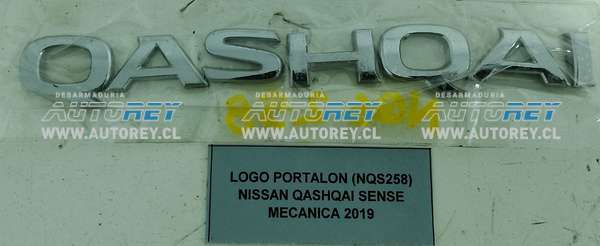 QASHQAI
DESARMADURIA DESARMADURIA DESARMADURIA
AUTOREY AUTOREY AUTOREY
WWW.AUTOREY.CL WWW.AUTOREY.CL WWW.AUTOREY.CL
LOGO PORTALON (NQS258)
NISSAN QASHQAI SENSE
MECANICA 2019